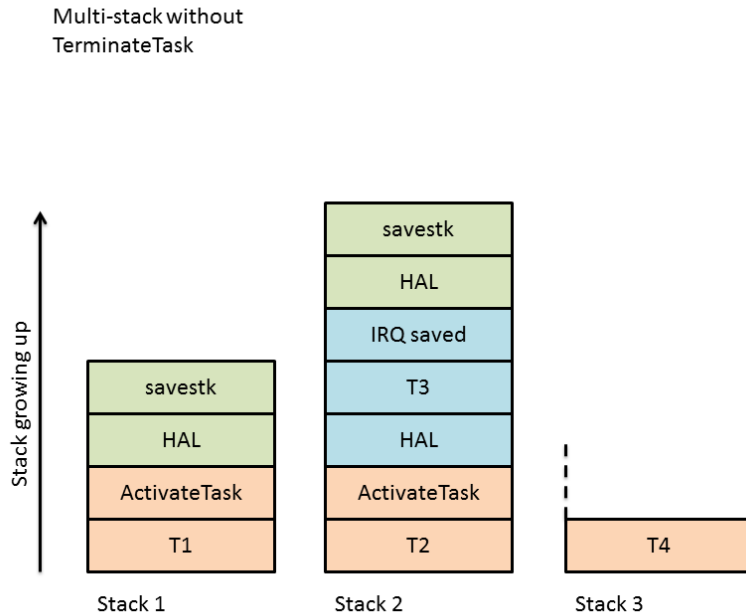 Multi-stack without
TerminateTask
Stack growing up
savestk
HAL
ActivateTask
T1
Stack 1
savestk
HAL
IRQ saved
T3
HAL
ActivateTask
T2
Stack 2
T4
Stack 3